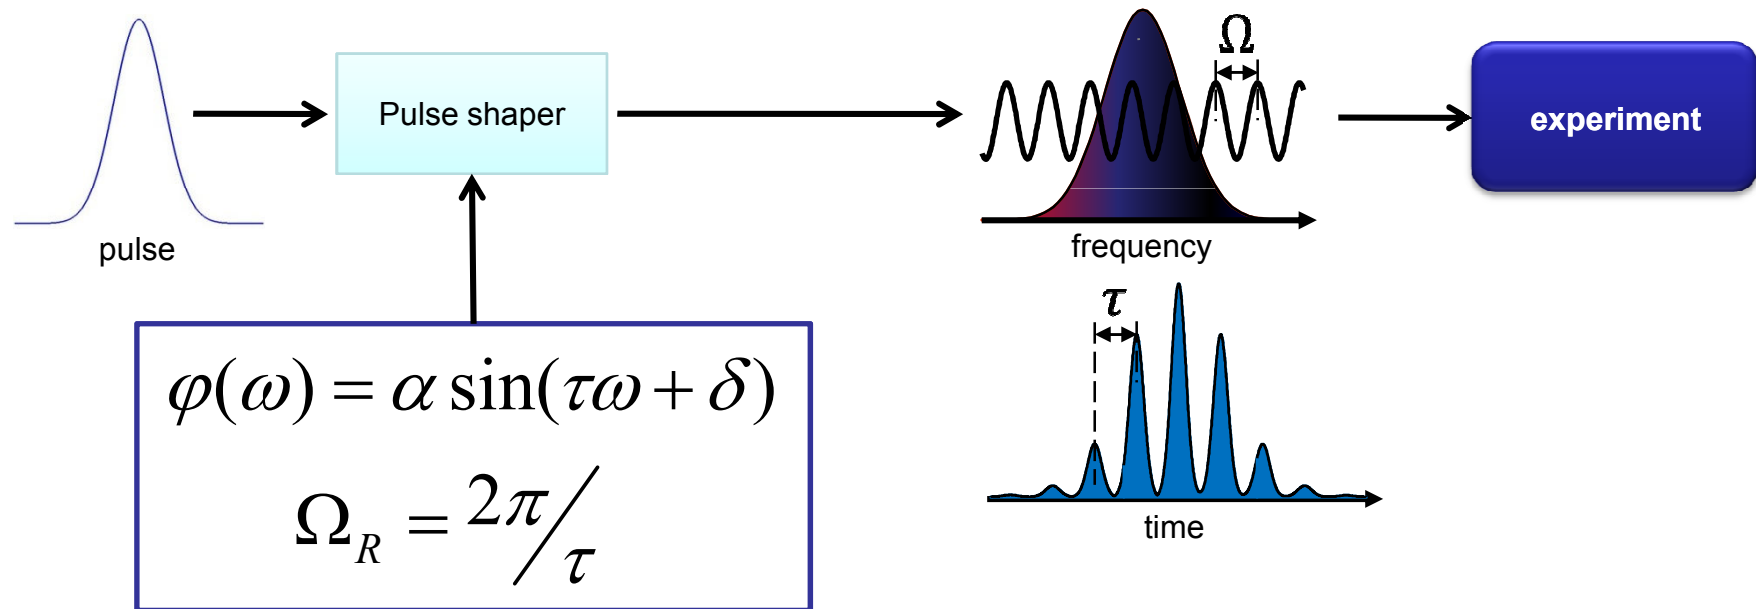 pulse
Pulse shaper
Ω
frequency
experiment
τ
time
φ(ω) = α sin(τω + δ)
Ω_R = 2π/τ